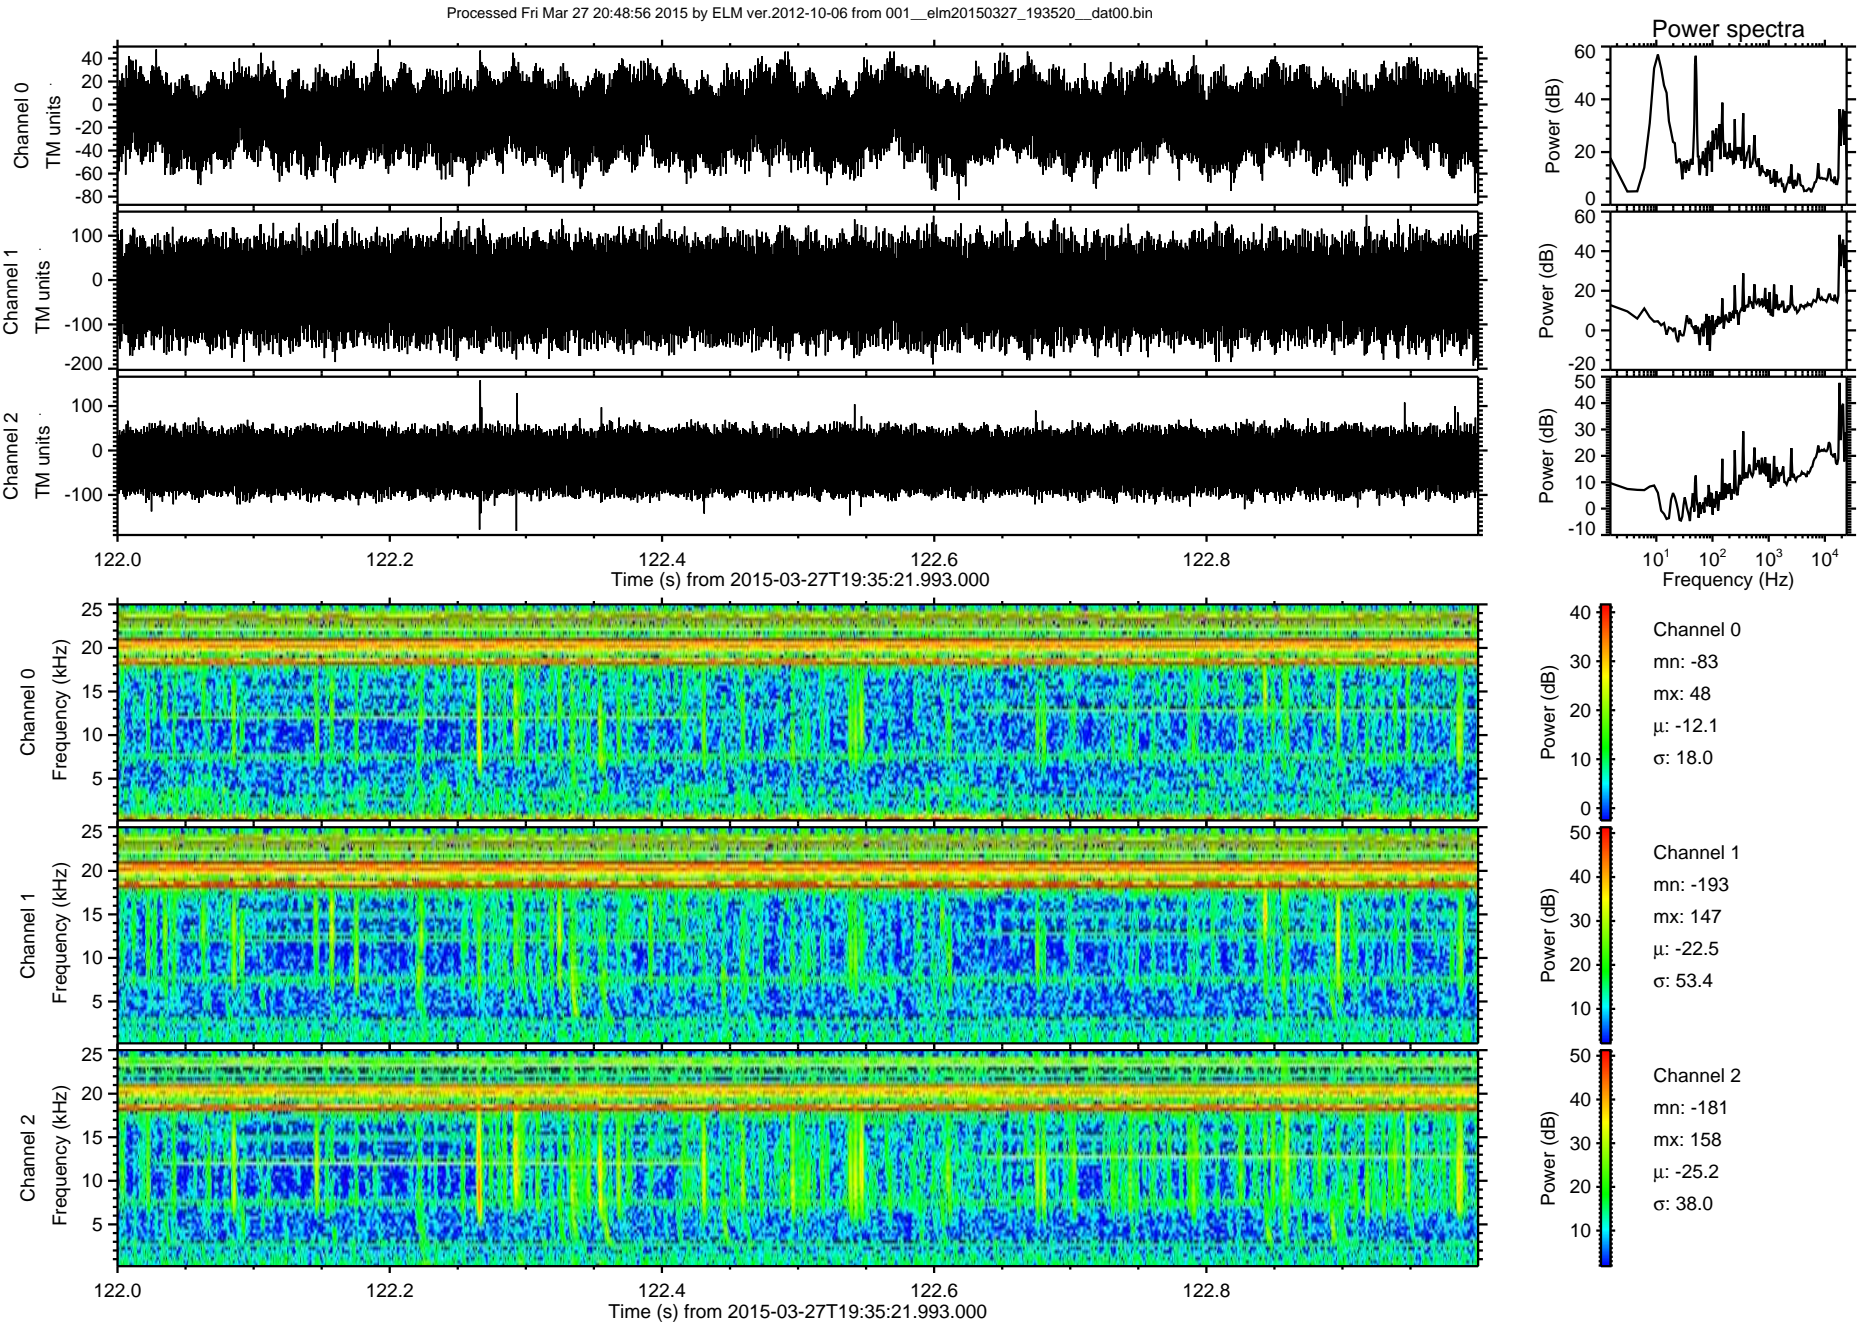 Processed Fri Mar 27 20:48:56 2015 by ELM ver.2012-10-06 from 001__elm20150327_193520__dat00.bin
Power spectra
Channel 0
TM units
40
20
0
-20
-40
-60
-80
Power (dB)
60
40
20
0
Channel 1
TM units
100
0
-100
-200
Power (dB)
60
40
20
0
-20
Channel 2
TM units
100
0
-100
Power (dB)
50
40
30
20
10
0
-10
122.0 122.2 122.4 122.6 122.8
Time (s) from 2015-03-27T19:35:21.993.000
10^1 10^2 10^3 10^4
Frequency (Hz)
Channel 0
Frequency (kHz)
25
20
15
10
5
Power (dB)
40
30
20
10
0
Channel 0
mn: -83
mx: 48
μ: -12.1
σ: 18.0
Channel 1
Frequency (kHz)
25
20
15
10
5
Power (dB)
50
40
30
20
10
Channel 1
mn: -193
mx: 147
μ: -22.5
σ: 53.4
Channel 2
Frequency (kHz)
25
20
15
10
5
Power (dB)
50
40
30
20
10
Channel 2
mn: -181
mx: 158
μ: -25.2
σ: 38.0
122.0 122.2 122.4 122.6 122.8
Time (s) from 2015-03-27T19:35:21.993.000